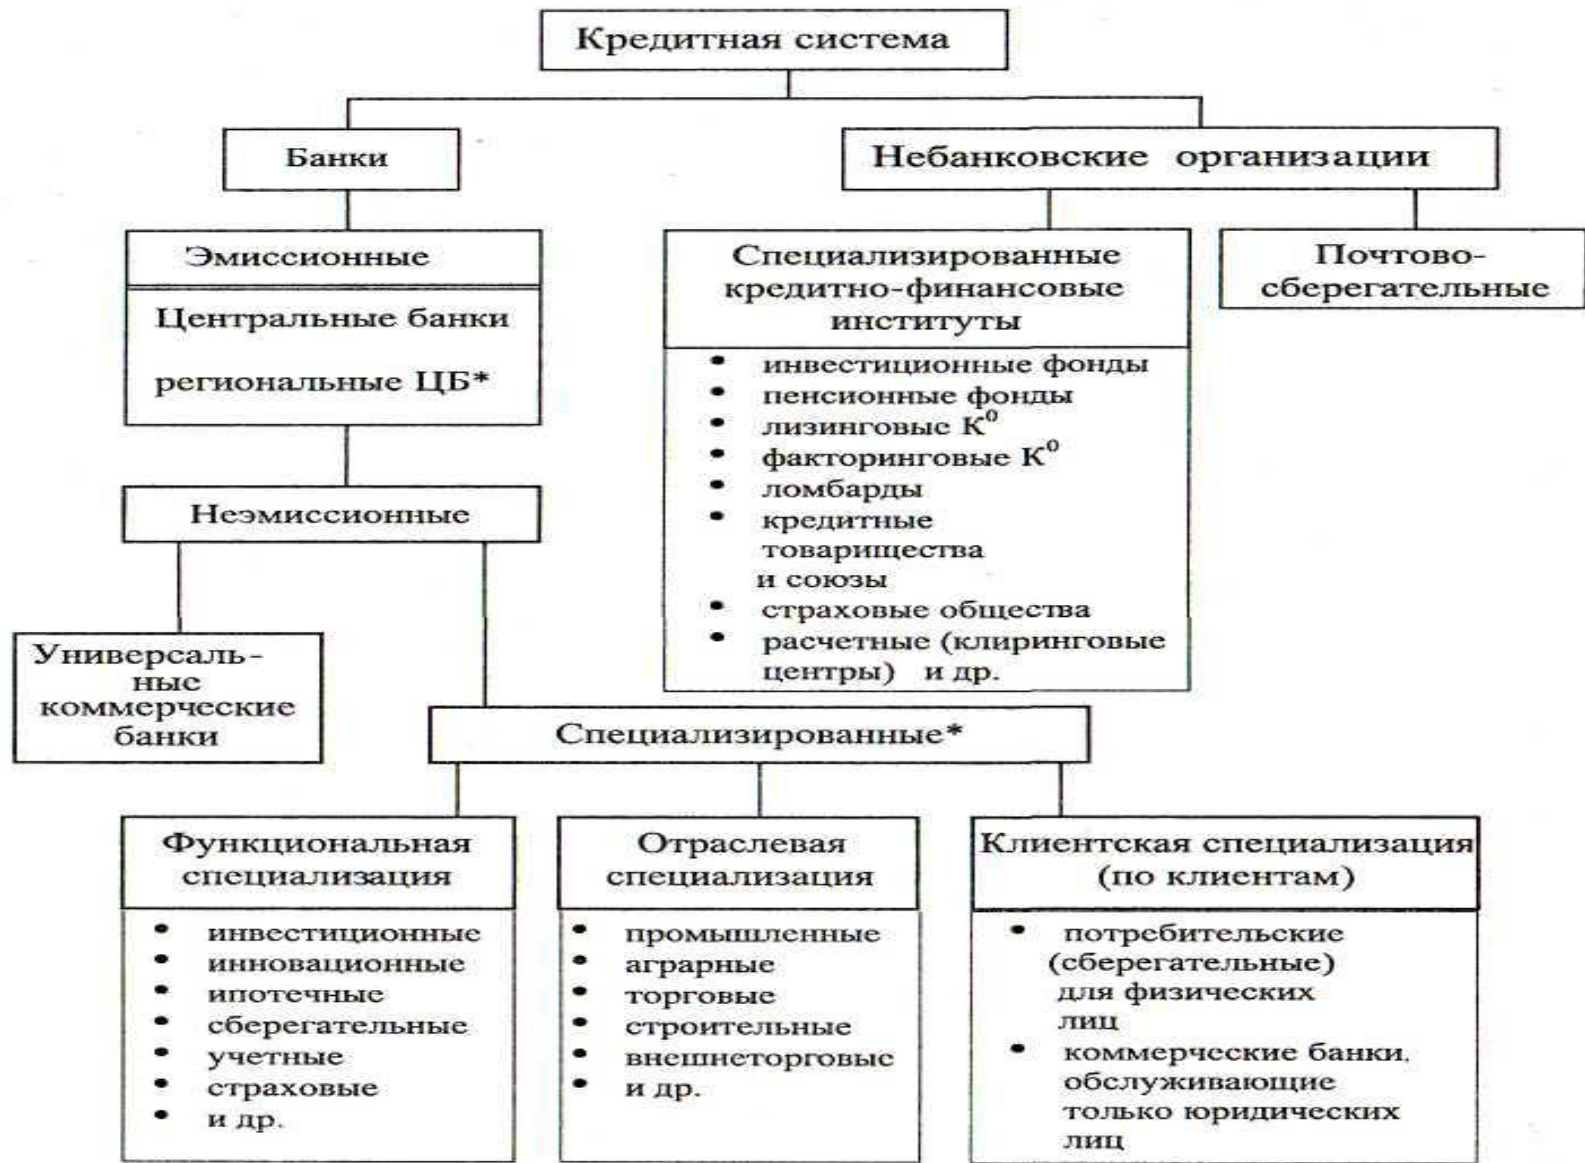 Кредитная система
Банки
Небанковские организации
Эмиссионные
Центральные банки
региональные ЦБ*
Специализированные
кредитно-финансовые
институты
• инвестиционные фонды
• пенсионные фонды
• лизинговые К⁰
• факторинговые К⁰
• ломбарды
• кредитные
товарищества
и союзы
• страховые общества
• расчетные (клиринговые
центры) и др.
Почтово-
сберегательные
Неэмиссионные
Универсаль-
ные
коммерческие
банки
Специализированные*
Функциональная
специализация
• инвестиционные
• инновационные
• ипотечные
• сберегательные
• учетные
• страховые
• и др.
Отраслевая
специализация
• промышленные
• аграрные
• торговые
• строительные
• внешнеторговые
• и др.
Клиентская специализация
(по клиентам)
• потребительские
(сберегательные)
для физических
лиц
• коммерческие банки,
обслуживающие
только юридических
лиц